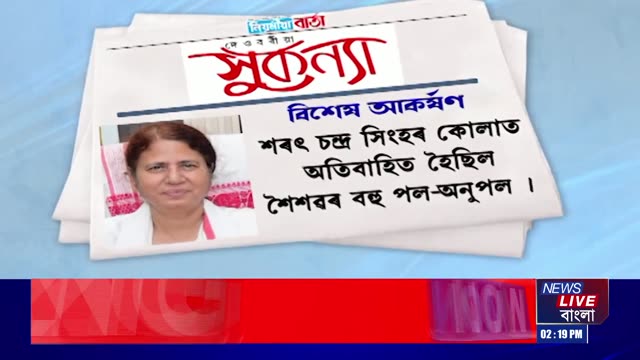 নিয়মীয়া বাৰ্তা
দেওবৰীয়া
সুকন্যা
বিশেষ আকৰ্ষণ
শৰৎ চন্দ্ৰ সিংহৰ কোলাত
অতিবাহিত হৈছিল
শৈশৱৰ বহু পল-অনুপল ।
NEWS
LIVE
বাংলা
02:19 PM